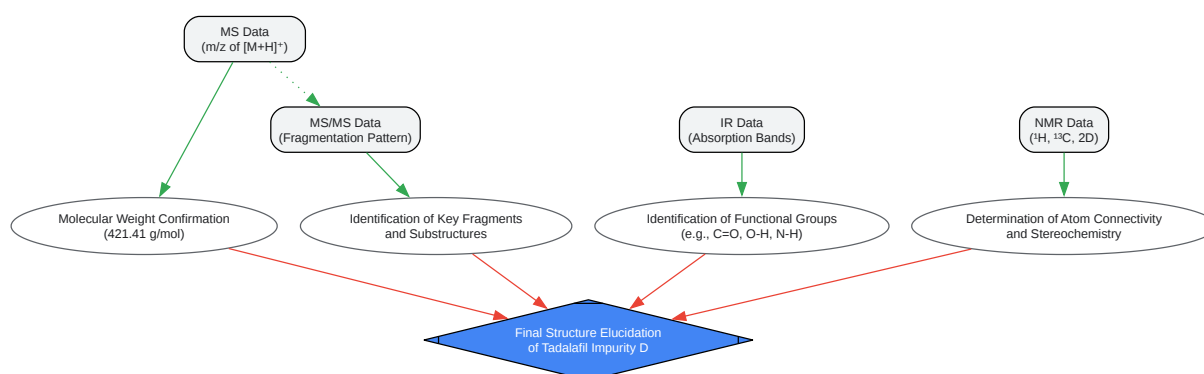 MS Data
(m/z of [M+H]⁺)
MS/MS Data
(Fragmentation Pattern)
IR Data
(Absorption Bands)
NMR Data
(¹H, ¹³C, 2D)
Molecular Weight Confirmation
(421.41 g/mol)
Identification of Key Fragments
and Substructures
Identification of Functional Groups
(e.g., C=O, O-H, N-H)
Determination of Atom Connectivity
and Stereochemistry
Final Structure Elucidation
of Tadalafil Impurity D